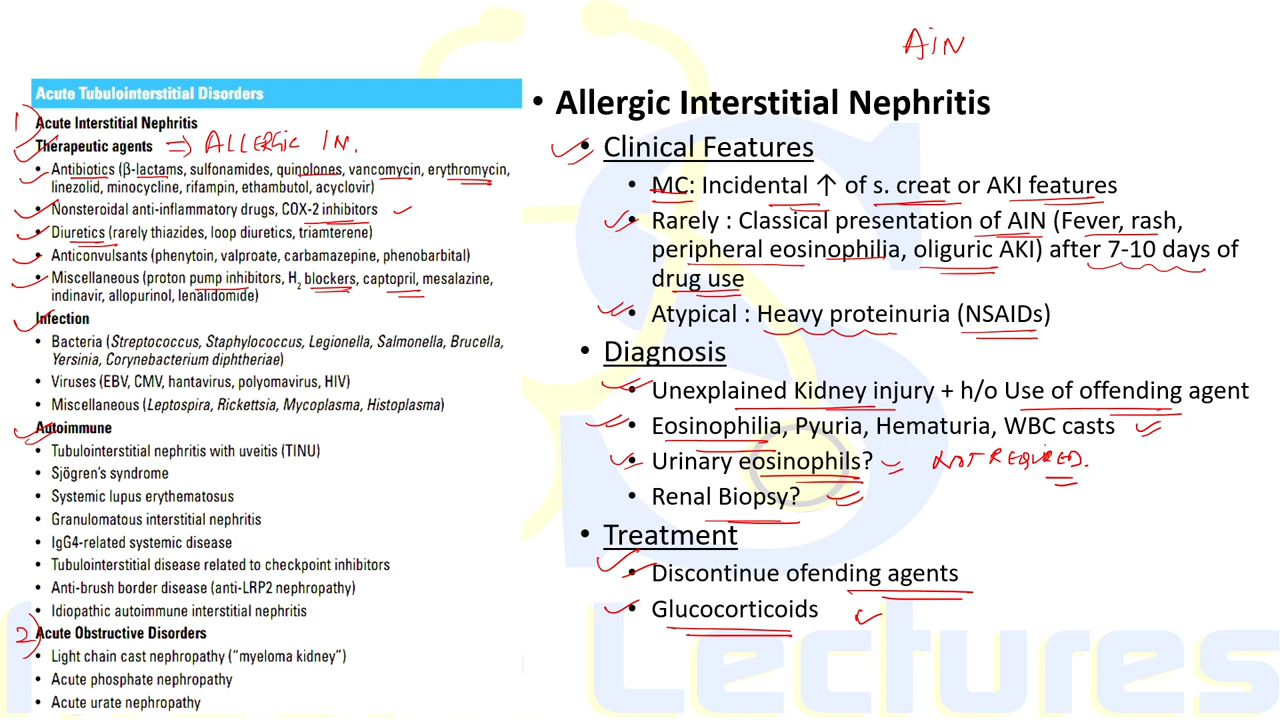 AIN
Acute Tubulointerstitial Disorders
1) Acute Interstitial Nephritis
Therapeutic agents ⇒ ALLERGIC IN.
• Antibiotics (β-lactams, sulfonamides, quinolones, vancomycin, erythromycin,
linezolid, minocycline, rifampin, ethambutol, acyclovir)
• Nonsteroidal anti-inflammatory drugs, COX-2 inhibitors
• Diuretics (rarely thiazides, loop diuretics, triamterene)
• Anticonvulsants (phenytoin, valproate, carbamazepine, phenobarbital)
• Miscellaneous (proton pump inhibitors, H2 blockers, captopril, mesalazine,
indinavir, allopurinol, lenalidomide)
Infection
• Bacteria (Streptococcus, Staphylococcus, Legionella, Salmonella, Brucella,
Yersinia, Corynebacterium diphtheriae)
• Viruses (EBV, CMV, hantavirus, polyomavirus, HIV)
• Miscellaneous (Leptospira, Rickettsia, Mycoplasma, Histoplasma)
Autoimmune
• Tubulointerstitial nephritis with uveitis (TINU)
• Sjögren's syndrome
• Systemic lupus erythematosus
• Granulomatous interstitial nephritis
• IgG4-related systemic disease
• Tubulointerstitial disease related to checkpoint inhibitors
• Anti-brush border disease (anti-LRP2 nephropathy)
• Idiopathic autoimmune interstitial nephritis
2) Acute Obstructive Disorders
• Light chain cast nephropathy ("myeloma kidney")
• Acute phosphate nephropathy
• Acute urate nephropathy
• Allergic Interstitial Nephritis
• Clinical Features
• MC: Incidental ↑ of s. creat or AKI features
• Rarely : Classical presentation of AIN (Fever, rash,
peripheral eosinophilia, oliguric AKI) after 7-10 days of
drug use
• Atypical : Heavy proteinuria (NSAIDs)
• Diagnosis
• Unexplained Kidney injury + h/o Use of offending agent
• Eosinophilia, Pyuria, Hematuria, WBC casts
• Urinary eosinophils? NOT REQUIRED.
• Renal Biopsy?
• Treatment
• Discontinue ofending agents
• Glucocorticoids
Lectures